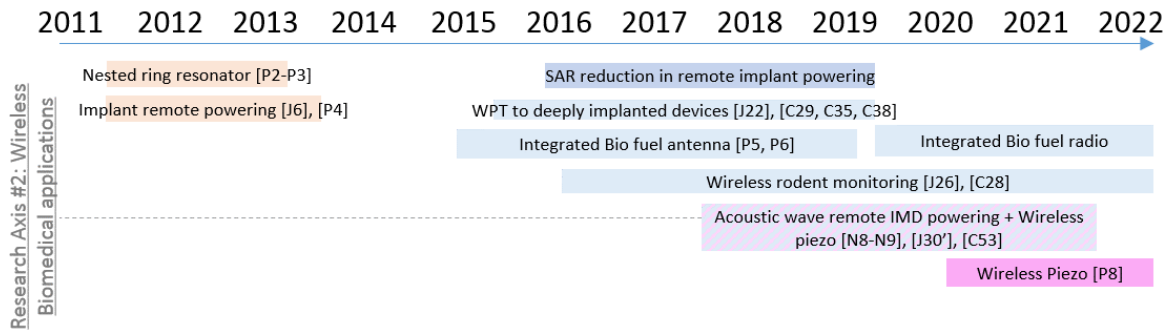 2011 2012 2013 2014 2015 2016 2017 2018 2019 2020 2021 2022
Research Axis #2: Wireless
Biomedical applications
Nested ring resonator [P2-P3]
SAR reduction in remote implant powering
Implant remote powering [J6], [P4]
WPT to deeply implanted devices [J22], [C29, C35, C38]
Integrated Bio fuel antenna [P5, P6]
Integrated Bio fuel radio
Wireless rodent monitoring [J26], [C28]
Acoustic wave remote IMD powering + Wireless
piezo [N8-N9], [J30’], [C53]
Wireless Piezo [P8]